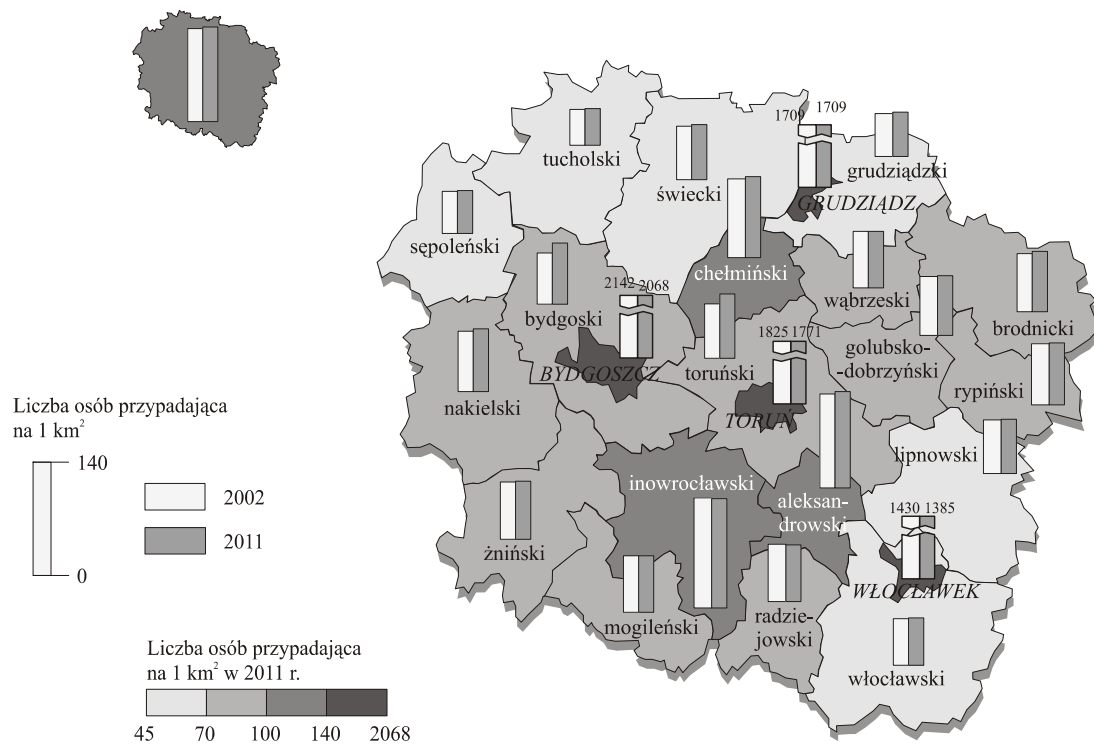 1709
1709
tucholski
świecki
grudziądzki
GRUDZIĄDZ
sępoleński
chełmiński
2142
2068
wąbrzeski
bydgoski
brodnicki
1825
1771
golubsko-
-dobrzyński
BYDGOSZCZ
toruński
rypiński
nakielski
TORUŃ
Liczba osób przypadająca
na 1 km²
140
0
2002
2011
lipnowski
inowrocławski
aleksan-
drowski
1430
1385
żniński
WŁOCŁAWEK
mogileński
radzie-
jowski
włocławski
Liczba osób przypadająca
na 1 km² w 2011 r.
45
70
100
140
2068